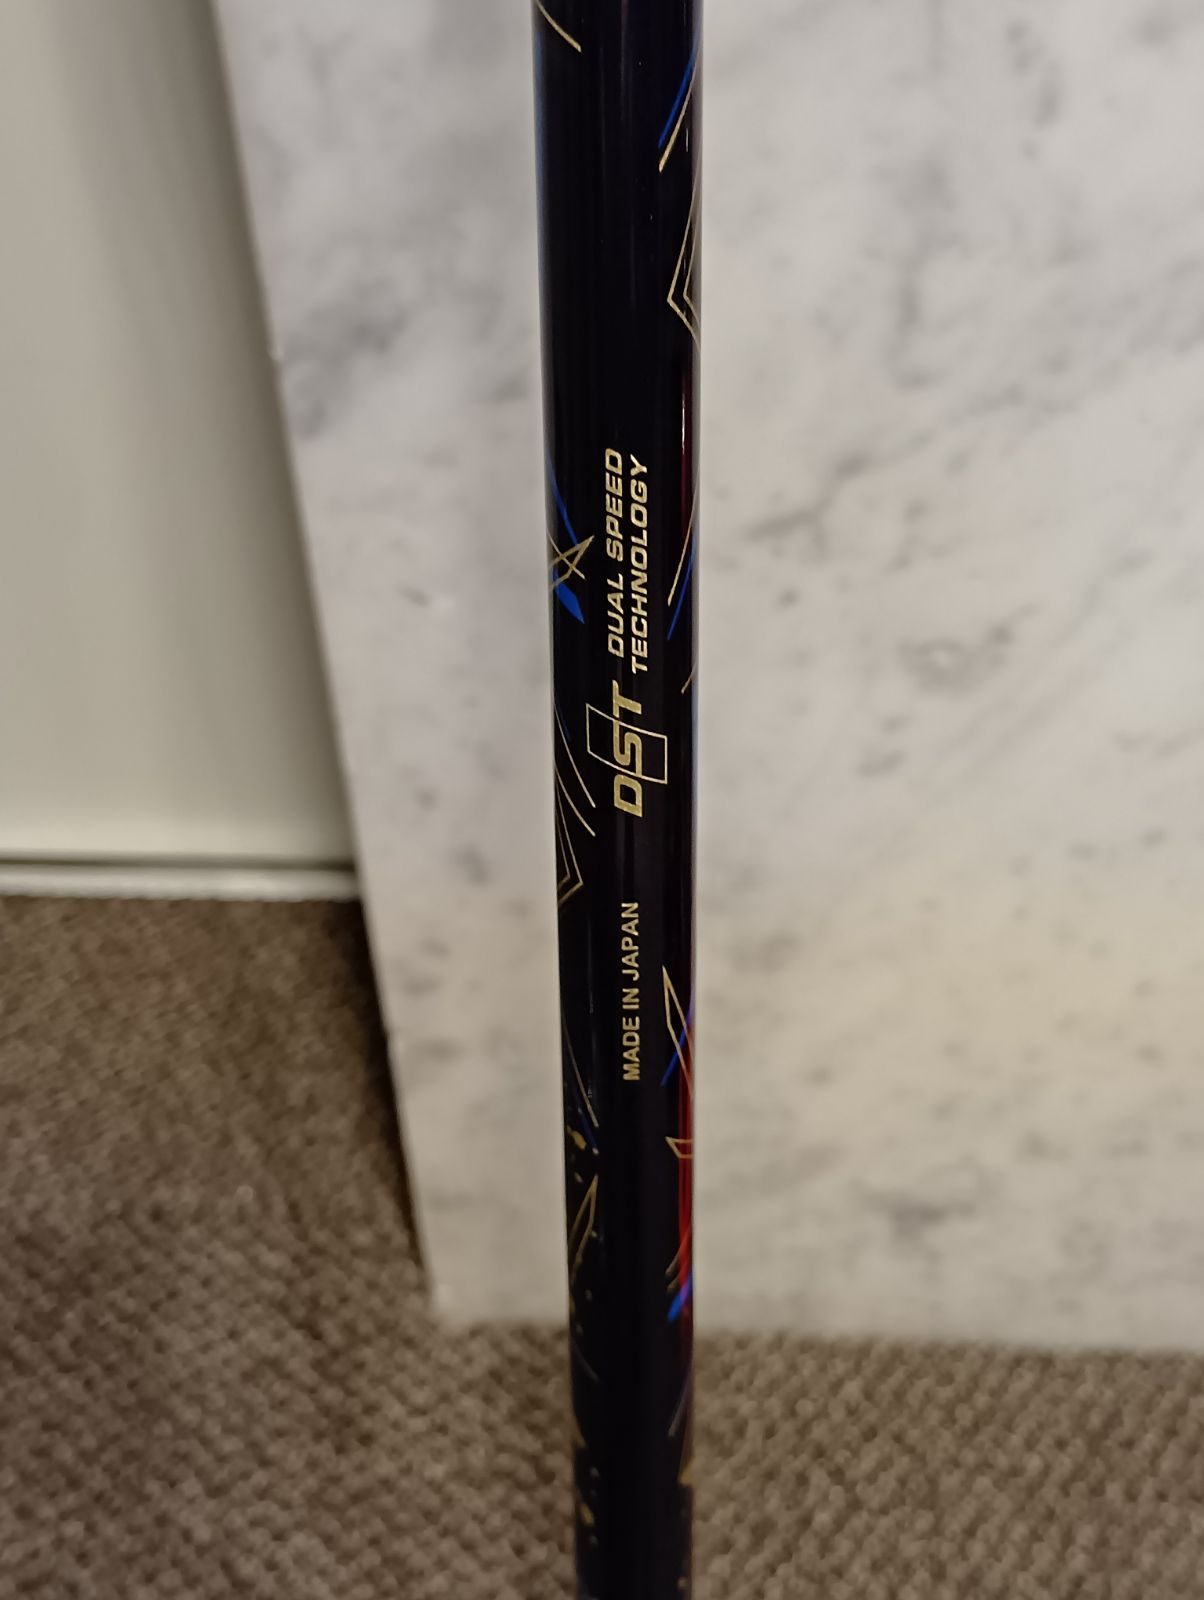 DUAL SPEED
TECHNOLOGY
DST
MADE IN JAPAN